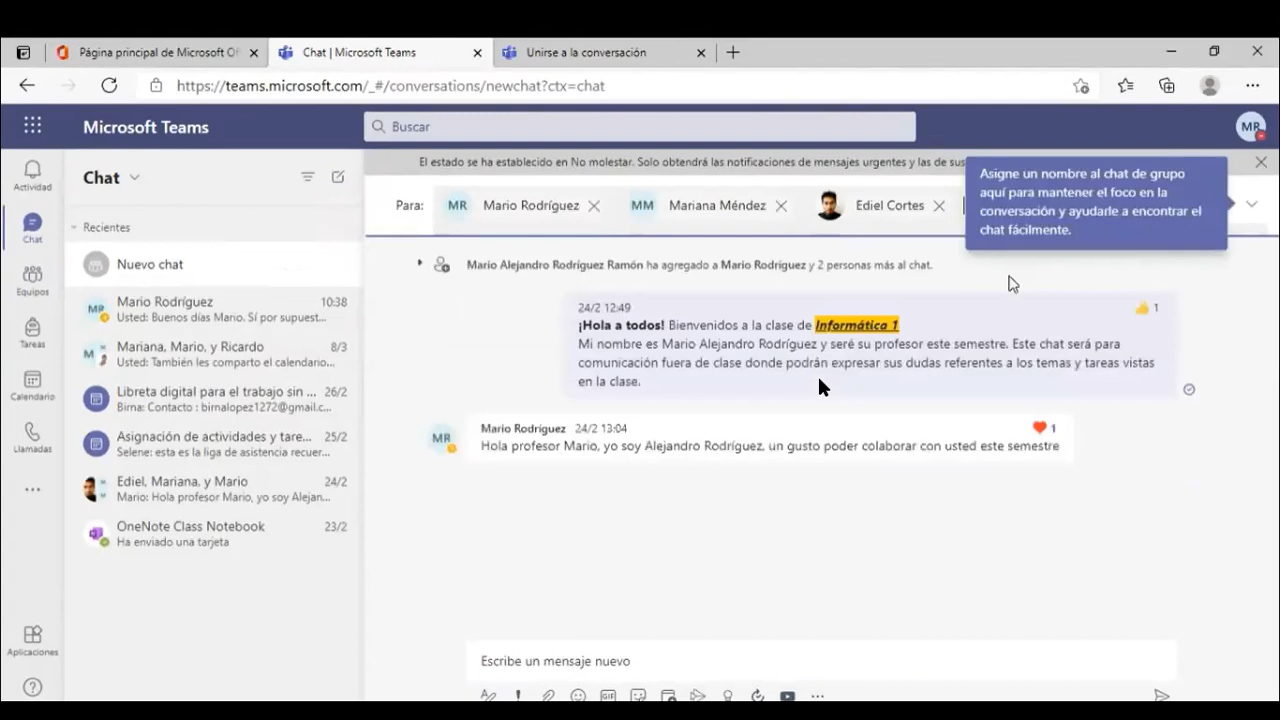 Página principal de Microsoft Of
Chat | Microsoft Teams
Unirse a la conversación
https://teams.microsoft.com/_#/conversations/newchat?ctx=chat
Microsoft Teams
Buscar
MR
El estado se ha establecido en No molestar. Solo obtendrá las notificaciones de mensajes urgentes y las de sus
Asigne un nombre al chat de grupo
aquí para mantener el foco en la
conversación y ayudarle a encontrar el
chat fácilmente.
Actividad
Chat
Equipos
Tareas
Calendario
Llamadas
Aplicaciones
Chat
Recientes
Nuevo chat
MR
Mario Rodríguez 10:38
Usted: Buenos días Mario. Sí por supuest...
M
Mariana, Mario, y Ricardo 8/3
Usted: También les comparto el calendario...
Libreta digital para el trabajo sin ... 26/2
Birna: Contacto : birnalopez1272@gmail.c...
Asignación de actividades y tare... 25/2
Selene: esta es la liga de asistencia recuer...
Ediel, Mariana, y Mario 24/2
Mario: Hola profesor Mario, yo soy Alejan...
OneNote Class Notebook 23/2
Ha enviado una tarjeta
Para: MR Mario Rodríguez MM Mariana Méndez Ediel Cortes
Mario Alejandro Rodríguez Ramón ha agregado a Mario Rodríguez y 2 personas más al chat.
24/2 12:49 1
¡Hola a todos! Bienvenidos a la clase de Informática 1
Mi nombre es Mario Alejandro Rodríguez y seré su profesor este semestre. Este chat será para
comunicación fuera de clase donde podrán expresar sus dudas referentes a los temas y tareas vistas
en la clase.
MR
Mario Rodríguez 24/2 13:04 1
Hola profesor Mario, yo soy Alejandro Rodríguez, un gusto poder colaborar con usted este semestre
Escribe un mensaje nuevo
GIF